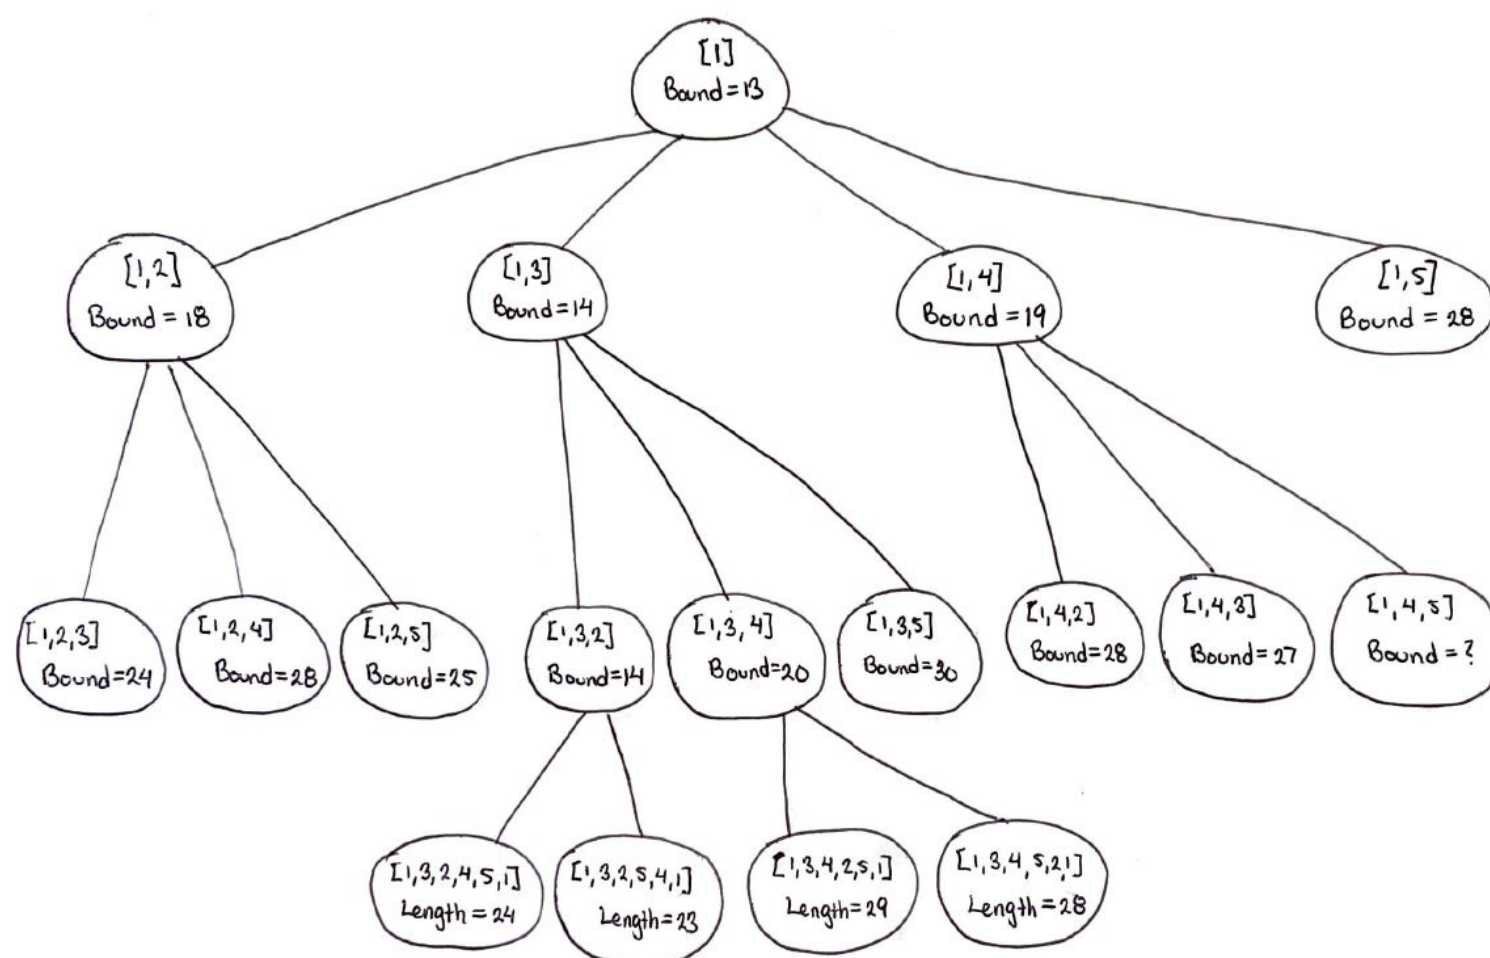 [1]
Bound=13
[1,2]
Bound = 18
[1,3]
Bound=14
[1,4]
Bound=19
[1,5]
Bound = 28
[1,2,3]
Bound=24
[1,2,4]
Bound=28
[1,2,5]
Bound=25
[1,3,2]
Bound=14
[1,3,4]
Bound=20
[1,3,5]
Bound=30
[1,4,2]
Bound=28
[1,4,3]
Bound=27
[1,4,5]
Bound = ?
[1,3,2,4,5,1]
Length=24
[1,3,2,5,4,1]
Length=23
[1,3,4,2,5,1]
Length=29
[1,3,4,5,2,1]
Length=28